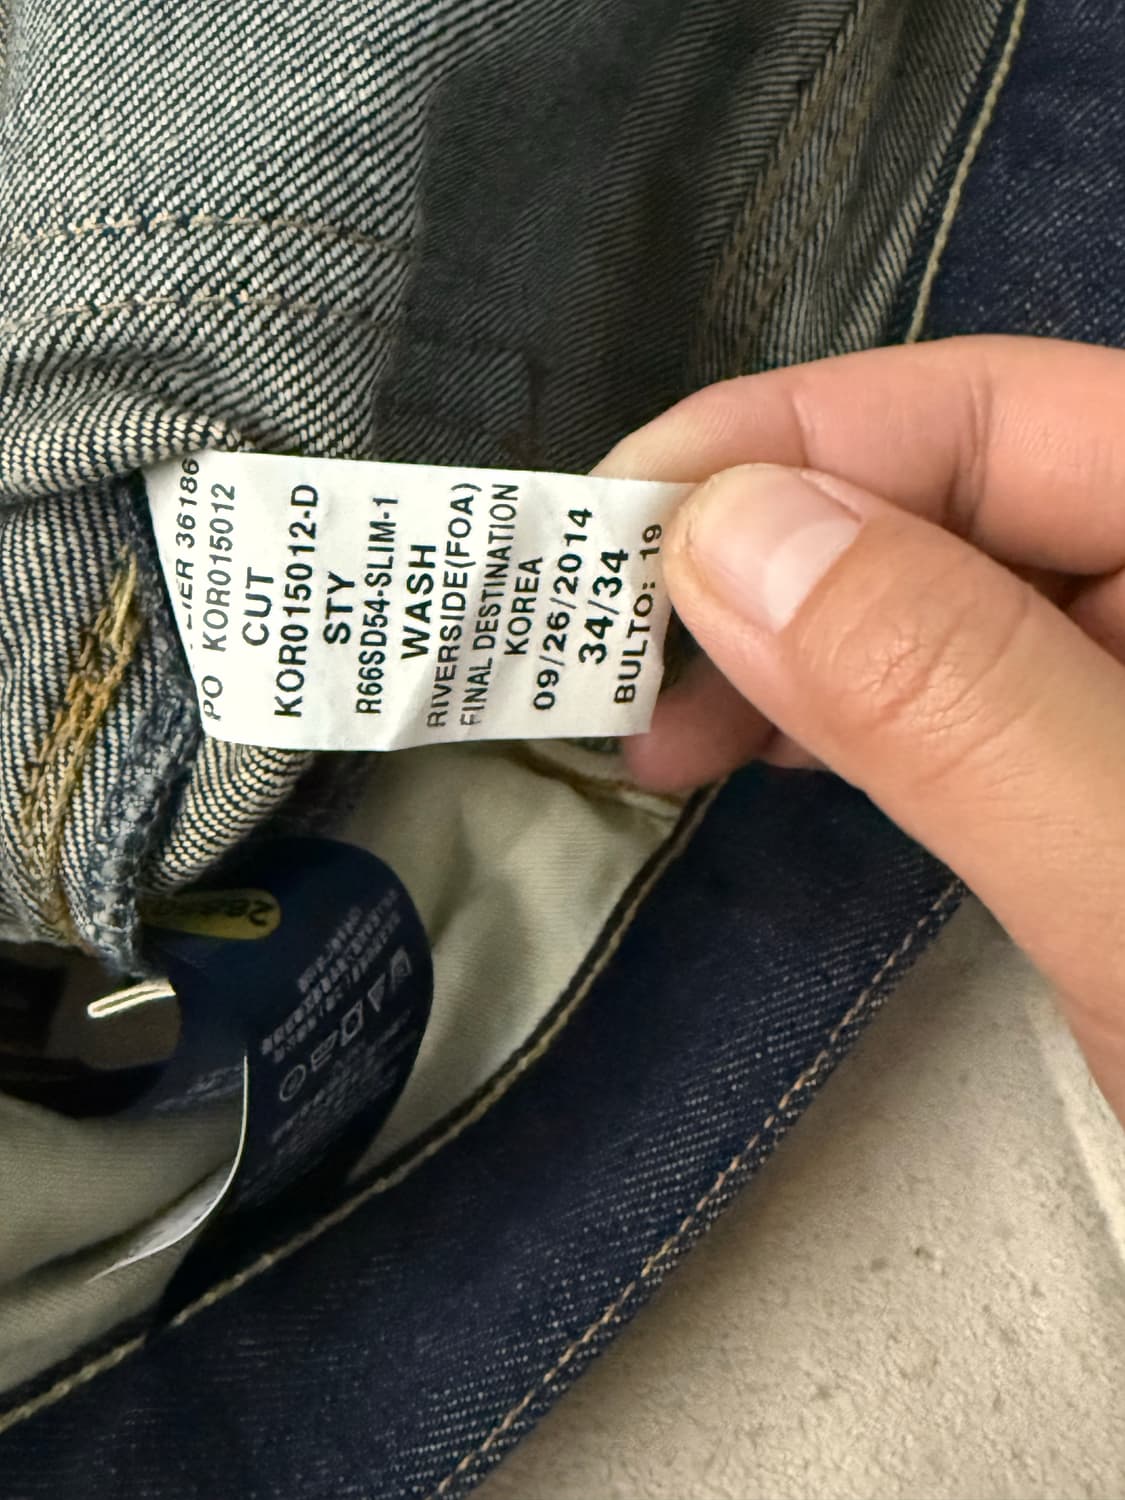 36186
PO KOR015012
CUT
KOR015012-D
STY
R66SD54-SLIM-1
WASH
RIVERSIDE(FOA)
FINAL DESTINATION
KOREA
09/26/2014
34/34
BULTO: 19